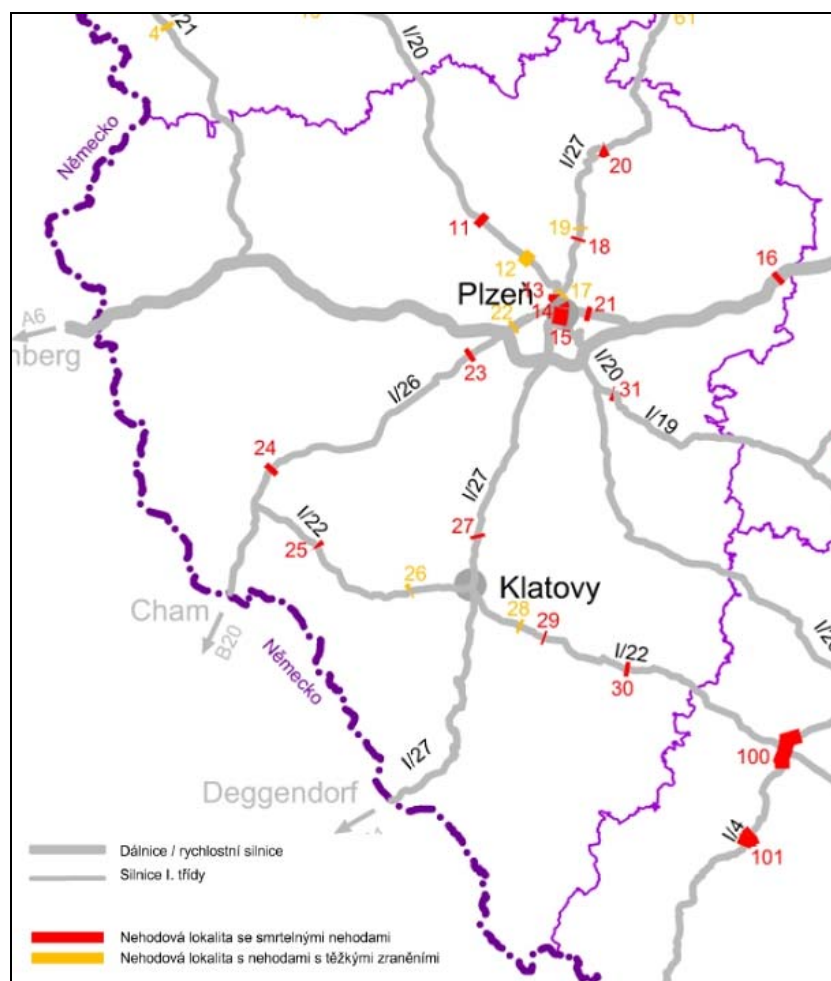 61
4
I/21
I/20
Německo
I/27
20
11
19
18
12
16
Plzeň
13
17
14
21
22
15
A6
nberg
23
I/20
31
I/26
I/19
24
I/27
I/22
27
25
26
Klatovy
Cham
28
29
B20
Německo
I/22
30
I/27
100
Deggendorf
I/4
101
Dálnice / rychlostní silnice
Silnice I. třídy
Nehodová lokalita se smrtelnými nehodami
Nehodová lokalita s nehodami s těžkými zraněními